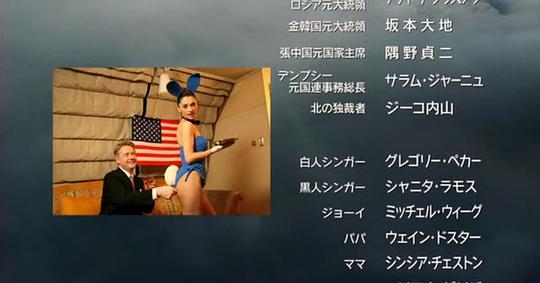 ロシア元大統領
金韓国元大統領 坂本大地
張中国元国家主席 隅野貞二
デンプシー
元国連事務総長 サラム・ジャーニュ
北の独裁者 ジーコ内山
白人シンガー グレゴリー・ペカー
黒人シンガー シャニタ・ラモス
ジョーイ ミッチェル・ウィーグ
パパ ウェイン・ドスター
ママ シンシア・チェストン